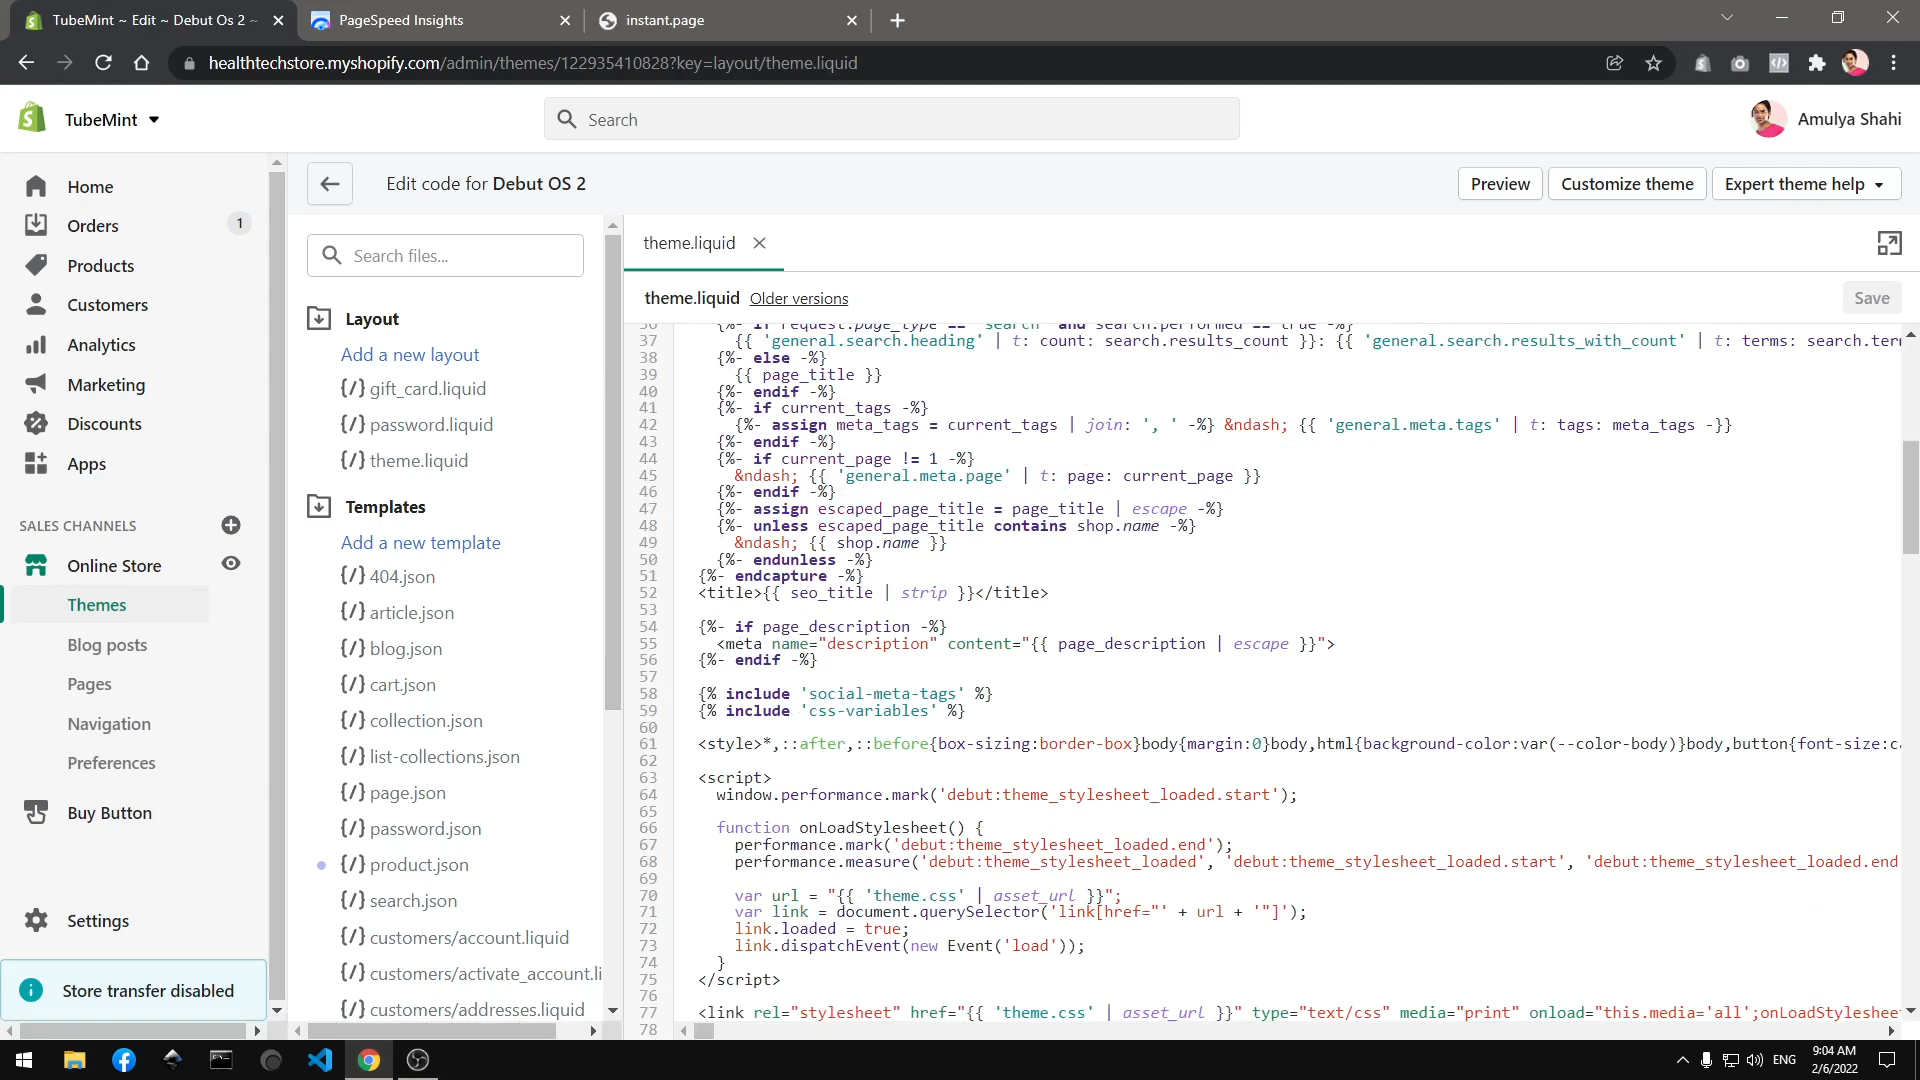 TubeMint ~ Edit ~ Debut OS 2 ~
PageSpeed Insights
instant.page
healthtechstore.myshopify.com/admin/themes/122935410828?key=layout/theme.liquid
TubeMint
Search
Amulya Shahi
Home
Orders
1
Products
Customers
Analytics
Marketing
Discounts
Apps
SALES CHANNELS
Online Store
Themes
Blog posts
Pages
Navigation
Preferences
Buy Button
Settings
Store transfer disabled
Edit code for Debut OS 2
Preview
Customize theme
Expert theme help
Search files...
Layout
Add a new layout
{/} gift_card.liquid
{/} password.liquid
{/} theme.liquid
Templates
Add a new template
{/} 404.json
{/} article.json
{/} blog.json
{/} cart.json
{/} collection.json
{/} list-collections.json
{/} page.json
{/} password.json
{/} product.json
{/} search.json
{/} customers/account.liquid
{/} customers/activate_account.li
{/} customers/addresses.liquid
theme.liquid
theme.liquid Older versions
Save
36 {%- if request.page_type == 'search' and search.performed == true -%}
37 {{ 'general.search.heading' | t: count: search.results_count }}: {{ 'general.search.results_with_count' | t: terms: search.ter
38 {%- else -%}
39 {{ page_title }}
40 {%- endif -%}
41 {%- if current_tags -%}
42 {%- assign meta_tags = current_tags | join: ', ' -%} &ndash; {{ 'general.meta.tags' | t: tags: meta_tags -}}
43 {%- endif -%}
44 {%- if current_page != 1 -%}
45 &ndash; {{ 'general.meta.page' | t: page: current_page }}
46 {%- endif -%}
47 {%- assign escaped_page_title = page_title | escape -%}
48 {%- unless escaped_page_title contains shop.name -%}
49 &ndash; {{ shop.name }}
50 {%- endunless -%}
51 {%- endcapture -%}
52 <title>{{ seo_title | strip }}</title>
53
54 {%- if page_description -%}
55 <meta name="description" content="{{ page_description | escape }}">
56 {%- endif -%}
57
58 {% include 'social-meta-tags' %}
59 {% include 'css-variables' %}
60
61 <style>*,::after,::before{box-sizing:border-box}body{margin:0}body,html{background-color:var(--color-body)}body,button{font-size:c
62
63 <script>
64 window.performance.mark('debut:theme_stylesheet_loaded.start');
65
66 function onLoadStylesheet() {
67 performance.mark('debut:theme_stylesheet_loaded.end');
68 performance.measure('debut:theme_stylesheet_loaded', 'debut:theme_stylesheet_loaded.start', 'debut:theme_stylesheet_loaded.end
69
70 var url = "{{ 'theme.css' | asset_url }}";
71 var link = document.querySelector('link[href="' + url + '"]');
72 link.loaded = true;
73 link.dispatchEvent(new Event('load'));
74 }
75 </script>
76
77 <link rel="stylesheet" href="{{ 'theme.css' | asset_url }}" type="text/css" media="print" onload="this.media='all';onLoadStyleshee
78
ENG
9:04 AM
2/6/2022